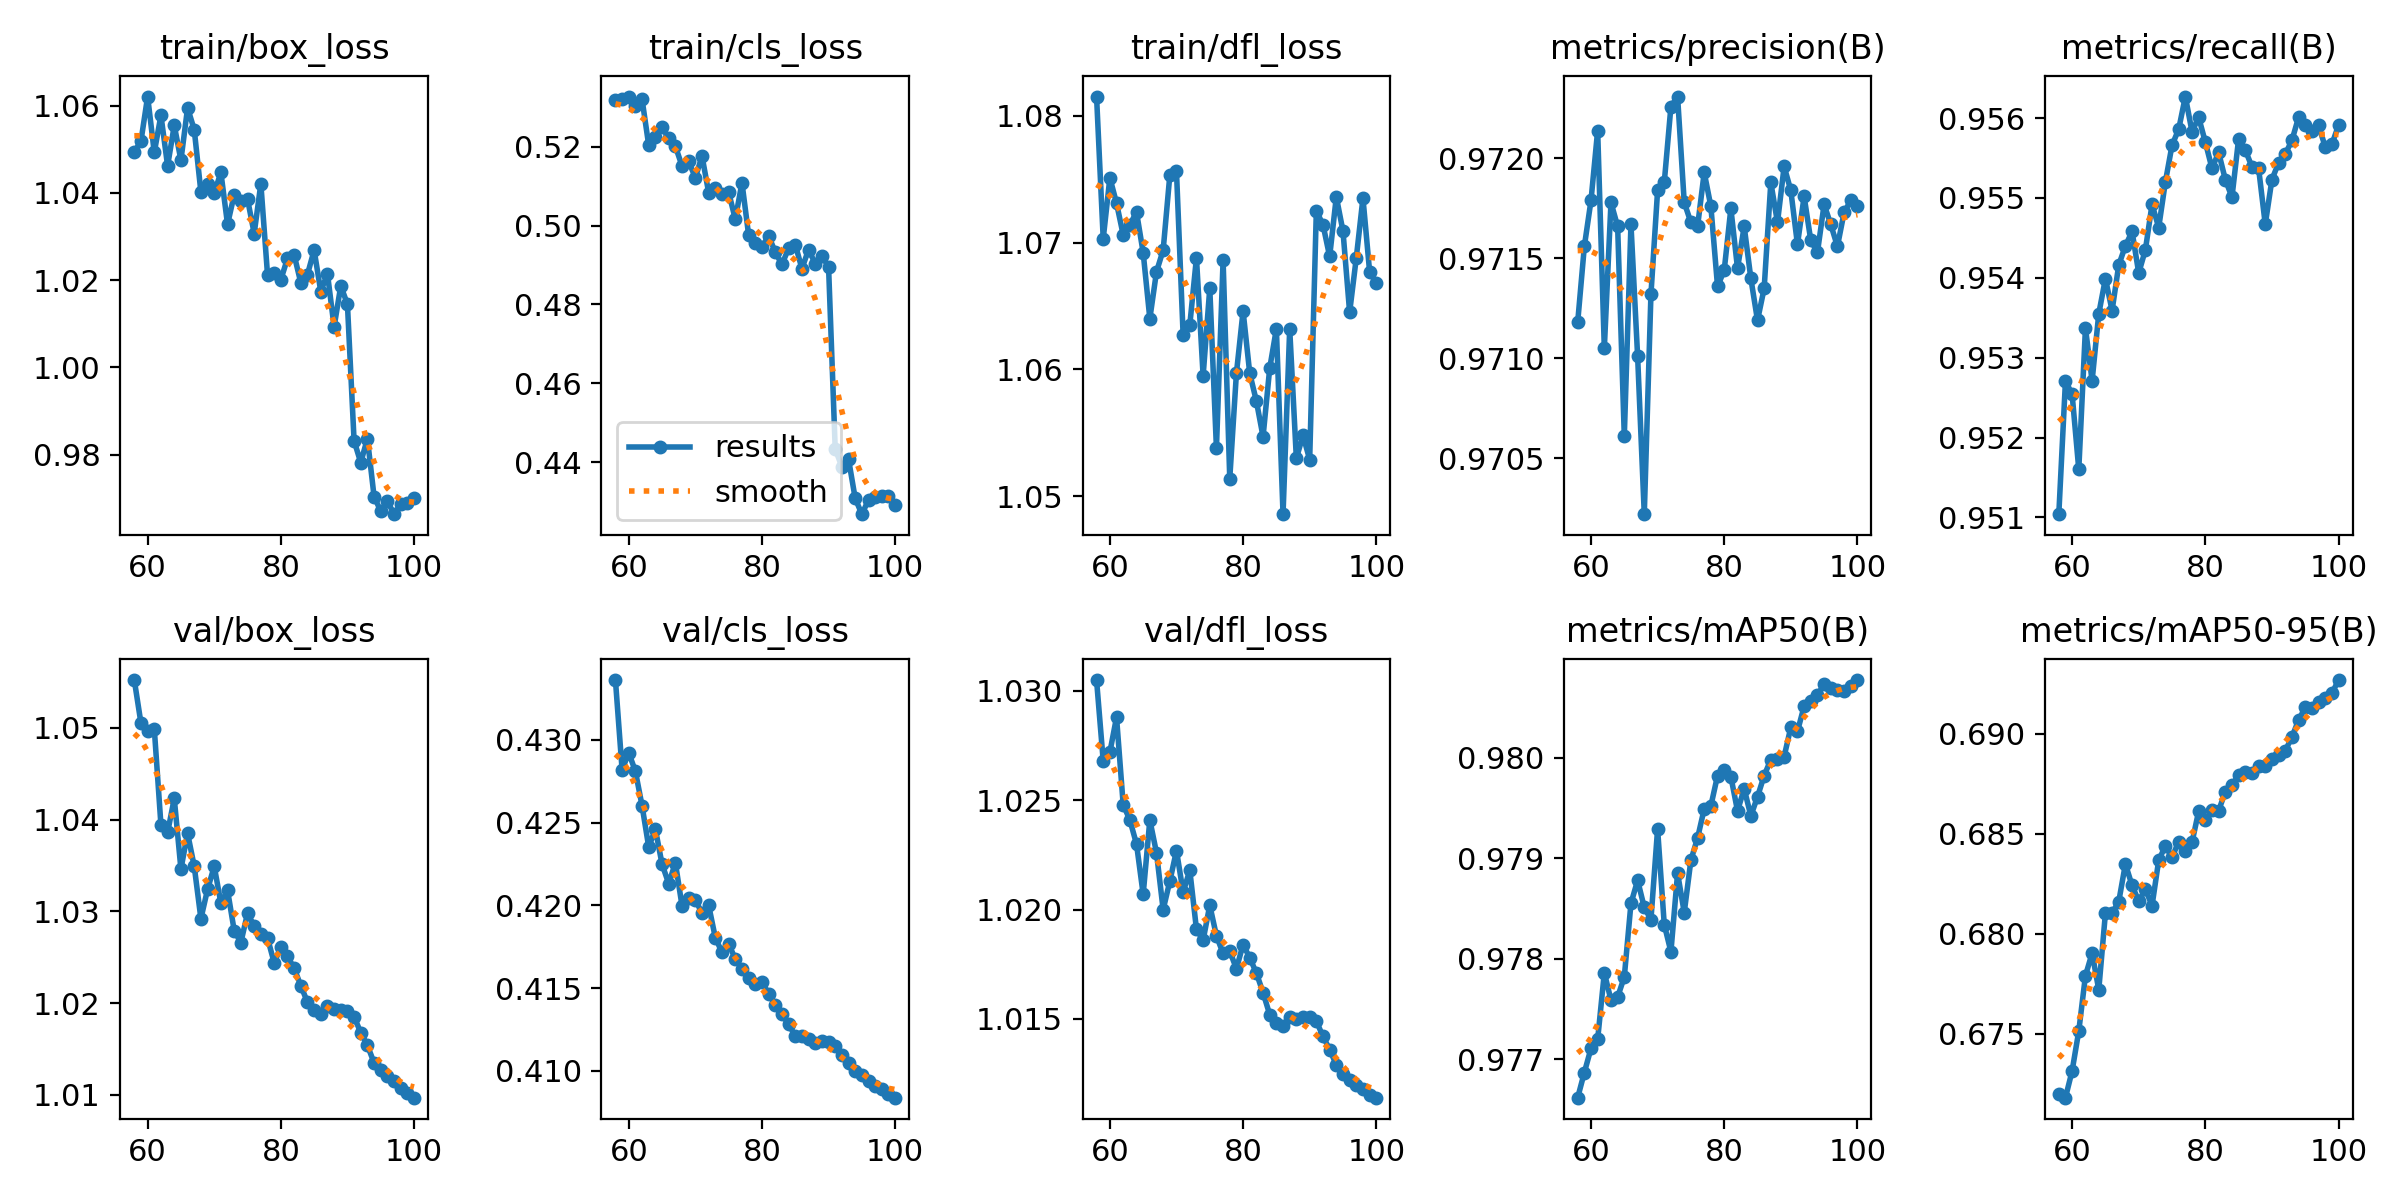 train/box_loss
1.06
1.04
1.02
1.00
0.98
60 80 100
train/cls_loss
0.52
0.50
0.48
0.46
0.44
results
smooth
60 80 100
train/dfl_loss
1.08
1.07
1.06
1.05
60 80 100
metrics/precision(B)
0.9720
0.9715
0.9710
0.9705
60 80 100
metrics/recall(B)
0.956
0.955
0.954
0.953
0.952
0.951
60 80 100
val/box_loss
1.05
1.04
1.03
1.02
1.01
60 80 100
val/cls_loss
0.430
0.425
0.420
0.415
0.410
60 80 100
val/dfl_loss
1.030
1.025
1.020
1.015
60 80 100
metrics/mAP50(B)
0.980
0.979
0.978
0.977
60 80 100
metrics/mAP50-95(B)
0.690
0.685
0.680
0.675
60 80 100